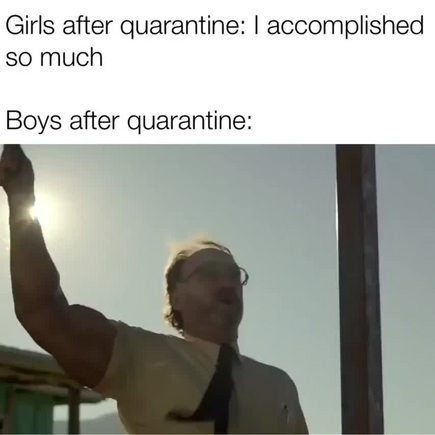 Girls after quarantine: I accomplished
so much
Boys after quarantine: